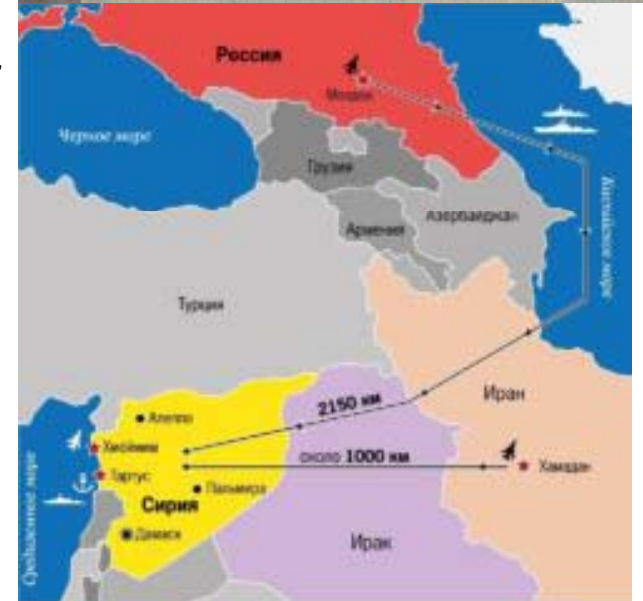 Россия
Моздок
Черное море
Грузия
Каспийское море
Армения
Азербайджан
Турция
Иран
2150 км
Алеппо
Хмеймим
около 1000 км
Хамадан
Тартус
Пальмира
Сирия
Средиземное море
Дамаск
Ирак